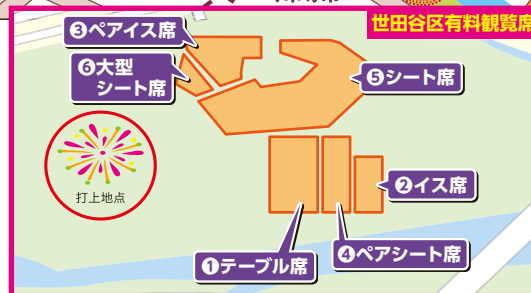 世田谷区有料観覧席
❸ペアイス席
❻大型
シート席
❺シート席
打上地点
❷イス席
❶テーブル席
❹ペアシート席